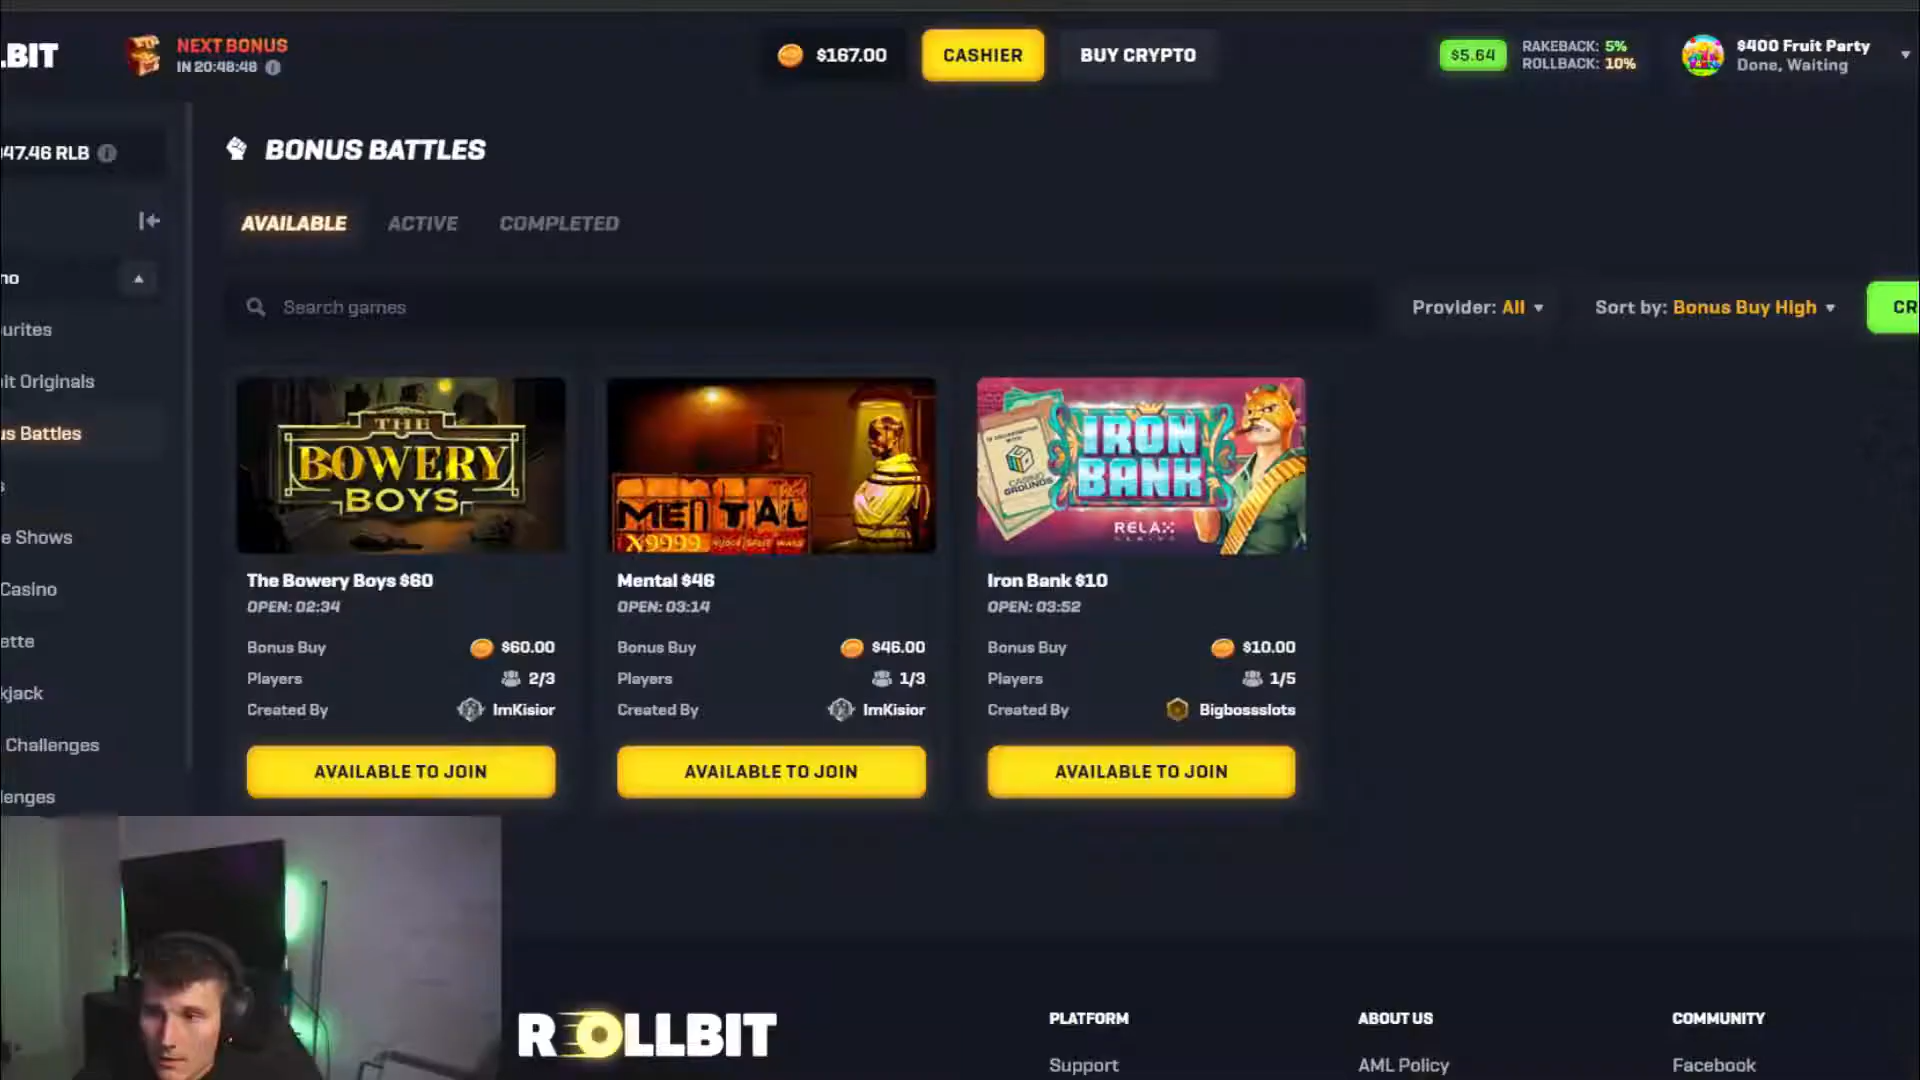 LBIT
NEXT BONUS
IN 20:48:48
$167.00
CASHIER
BUY CRYPTO
$5.64
RAKEBACK: 5%
ROLLBACK: 10%
$400 Fruit Party
Done, Waiting
47.46 RLB
BONUS BATTLES
AVAILABLE
ACTIVE
COMPLETED
no
urites
it Originals
us Battles
s
e Shows
Casino
ette
kjack
Challenges
lenges
Search games
Provider: All
Sort by: Bonus Buy High
CR
THE
BOWERY
BOYS
The Bowery Boys $60
OPEN: 02:34
Bonus Buy $60.00
Players 2/3
Created By ImKisior
AVAILABLE TO JOIN
MENTAL
X9999
Mental $46
OPEN: 03:14
Bonus Buy $46.00
Players 1/3
Created By ImKisior
AVAILABLE TO JOIN
CASINO
GROUNDS
IRON
BANK
RELAX
GAMING
Iron Bank $10
OPEN: 03:52
Bonus Buy $10.00
Players 1/5
Created By Bigbossslots
AVAILABLE TO JOIN
ROLLBIT
PLATFORM
Support
ABOUT US
AML Policy
COMMUNITY
Facebook